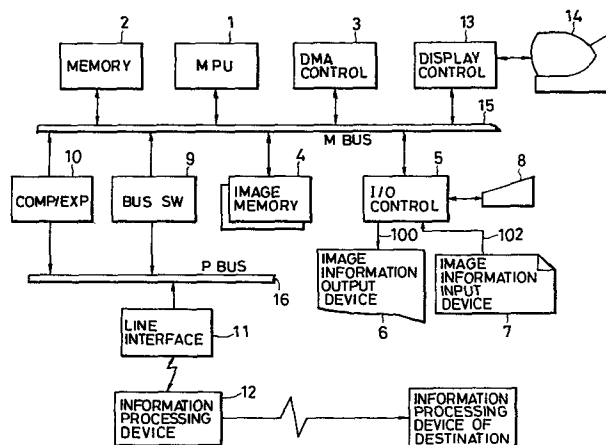 2
1
3
13
14
MEMORY
MPU
DMA
CONTROL
DISPLAY
CONTROL
15
M BUS
10
9
4
5
8
COMP/EXP
BUS SW
IMAGE
MEMORY
I/O
CONTROL
100
102
P BUS
16
IMAGE
INFORMATION
OUTPUT
DEVICE
6
IMAGE
INFORMATION
INPUT
DEVICE
7
LINE
INTERFACE
11
12
INFORMATION
PROCESSING
DEVICE
INFORMATION
PROCESSING
DEVICE OF
DESTINATION